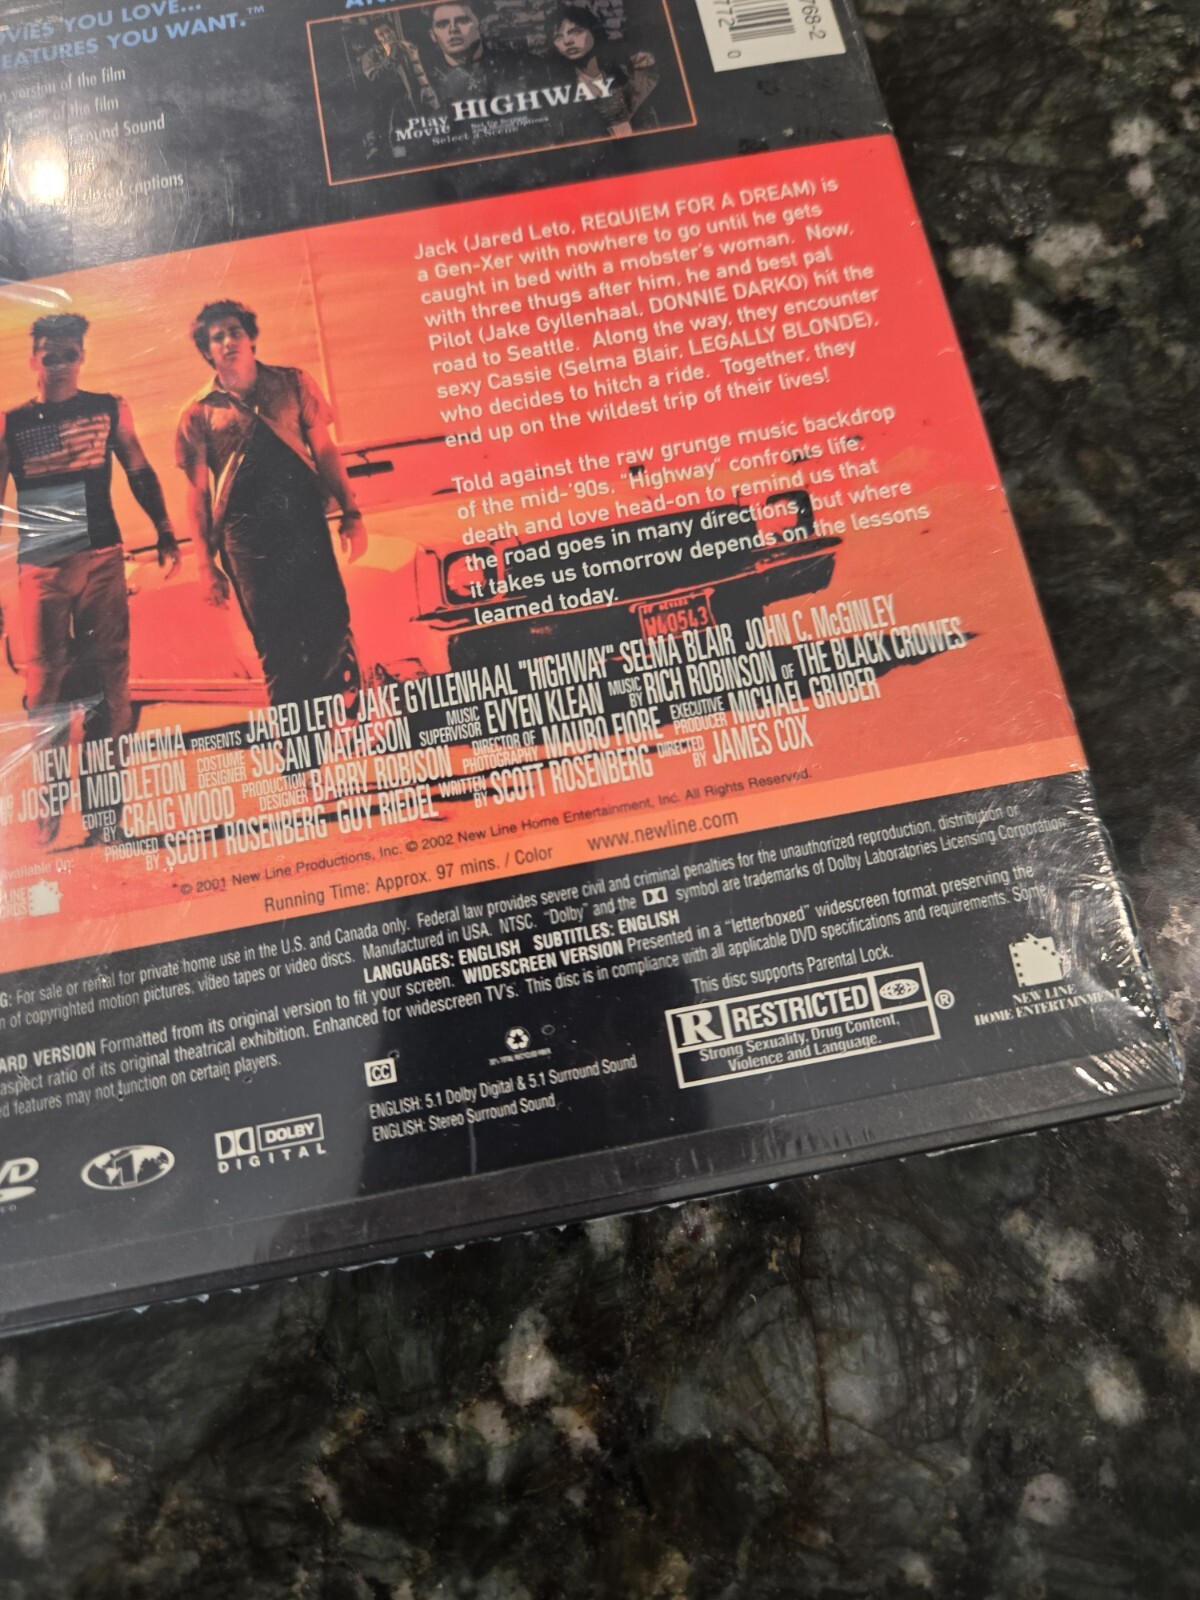 VIES YOU LOVE...
EATURES YOU WANT.™
version of the film
of the film
Sound
closed captions
768-2
772 0
HIGHWAY
Play
Movie
Select a Scene
Jack (Jared Leto, REQUIEM FOR A DREAM) is
a Gen-Xer with nowhere to go until he gets
caught in bed with a mobster's woman. Now,
with three thugs after him, he and best pal
Pilot (Jake Gyllenhaal, DONNIE DARKO) hit the
road to Seattle. Along the way, they encounter
sexy Cassie (Selma Blair, LEGALLY BLONDE),
who decides to hitch a ride. Together, they
end up on the wildest trip of their lives!
Told against the raw grunge music backdrop
of the mid-'90s, "Highway" confronts life,
death and love head-on to remind us that
the road goes in many directions, but where
it takes us tomorrow depends on the lessons
learned today.
NEW LINE CINEMA PRESENTS JARED LETO JAKE GYLLENHAAL "HIGHWAY" SELMA BLAIR JOHN C. McGINLEY
JOSEPH MIDDLETON COSTUME DESIGNER SUSAN MATHESON MUSIC SUPERVISOR EVYEN KLEAN MUSIC BY RICH ROBINSON OF THE BLACK CROWES
EDITED BY CRAIG WOOD PRODUCTION DESIGNER BARRY ROBISON DIRECTOR OF PHOTOGRAPHY MAURO FIORE EXECUTIVE PRODUCER MICHAEL GRUBER
PRODUCED BY SCOTT ROSENBERG GUY RIEDEL WRITTEN BY SCOTT ROSENBERG DIRECTED BY JAMES COX
Available On:
© 2001 New Line Productions, Inc. © 2002 New Line Home Entertainment, Inc. All Rights Reserved.
Running Time: Approx. 97 mins. / Color www.newline.com
G: For sale or rental for private home use in the U.S. and Canada only. Federal law provides severe civil and criminal penalties for the unauthorized reproduction, distribution or
n of copyrighted motion pictures, video tapes or video discs. Manufactured in USA. NTSC. "Dolby" and the symbol are trademarks of Dolby Laboratories Licensing Corporation.
LANGUAGES: ENGLISH SUBTITLES: ENGLISH
ARD VERSION Formatted from its original version to fit your screen. WIDESCREEN VERSION Presented in a "letterboxed" widescreen format preserving the
aspect ratio of its original theatrical exhibition. Enhanced for widescreen TV's. This disc is in compliance with all applicable DVD specifications and requirements. Some
ed features may not function on certain players.
This disc supports Parental Lock.
R RESTRICTED ®
Strong Sexuality, Drug Content,
Violence and Language.
NEW LINE
HOME ENTERTAINMENT
CC
ENGLISH: 5.1 Dolby Digital & 5.1 Surround Sound
ENGLISH: Stereo Surround Sound
1
DOLBY
DIGITAL